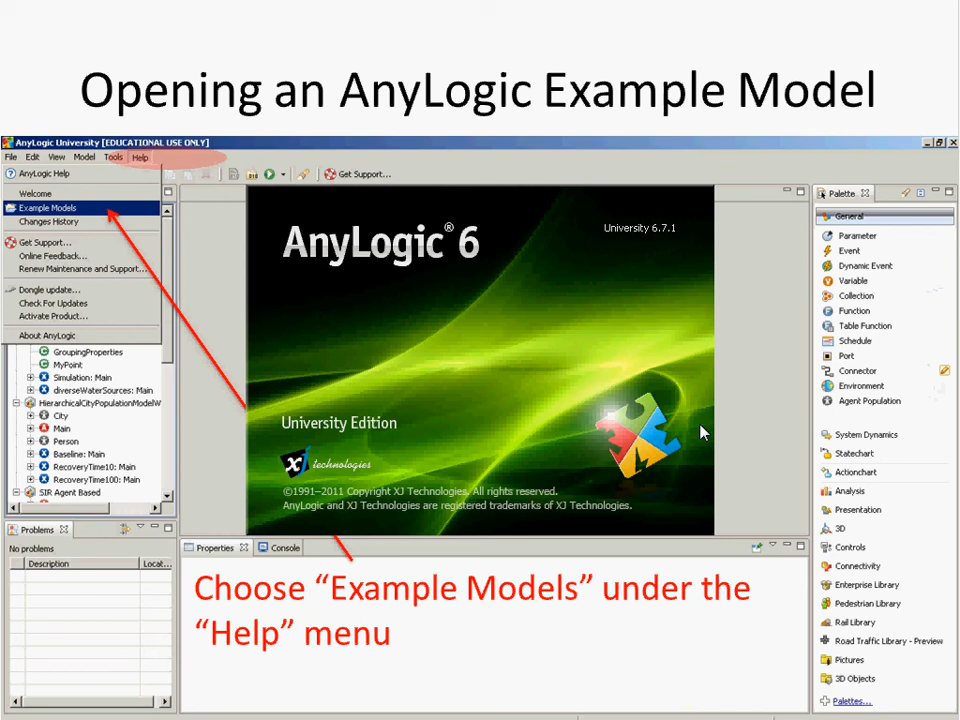 Opening an AnyLogic Example Model
AnyLogic University [EDUCATIONAL USE ONLY]
File Edit View Model Tools Help
Get Support...
AnyLogic Help
Welcome
Example Models
Changes History
Get Support...
Online Feedback...
Renew Maintenance and Support...
Dongle update...
Check For Updates
Activate Product...
About AnyLogic
GroupingProperties
MyPoint
Simulation: Main
diverseWaterSources: Main
HierarchicalCityPopulationModelW
City
Main
Person
Baseline: Main
RecoveryTime10: Main
RecoveryTime100: Main
SIR Agent Based
Problems
No problems
Description Locat...
AnyLogic® 6
University 6.7.1
University Edition
xj technologies
©1991–2011 Copyright XJ Technologies. All rights reserved.
AnyLogic and XJ Technologies are registered trademarks of XJ Technologies.
Properties Console
Choose “Example Models” under the
“Help” menu
Palette
General
Parameter
Event
Dynamic Event
Variable
Collection
Function
Table Function
Schedule
Port
Connector
Environment
Agent Population
System Dynamics
Statechart
Actionchart
Analysis
Presentation
3D
Controls
Connectivity
Enterprise Library
Pedestrian Library
Rail Library
Road Traffic Library - Preview
Pictures
3D Objects
Palettes...